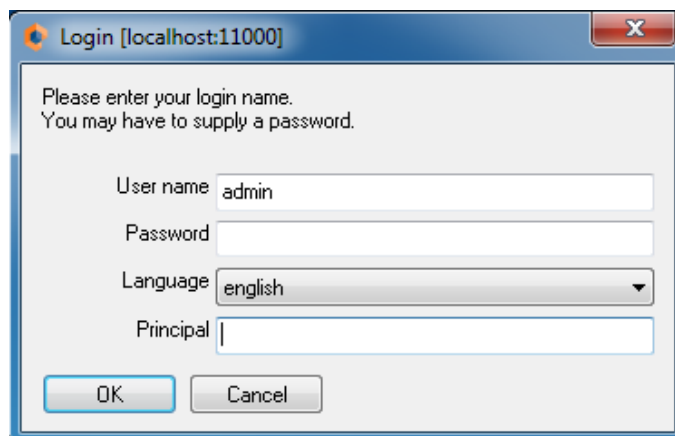 Login [localhost:11000]
Please enter your login name.
You may have to supply a password.
User name admin
Password
Language english
Principal
OK Cancel